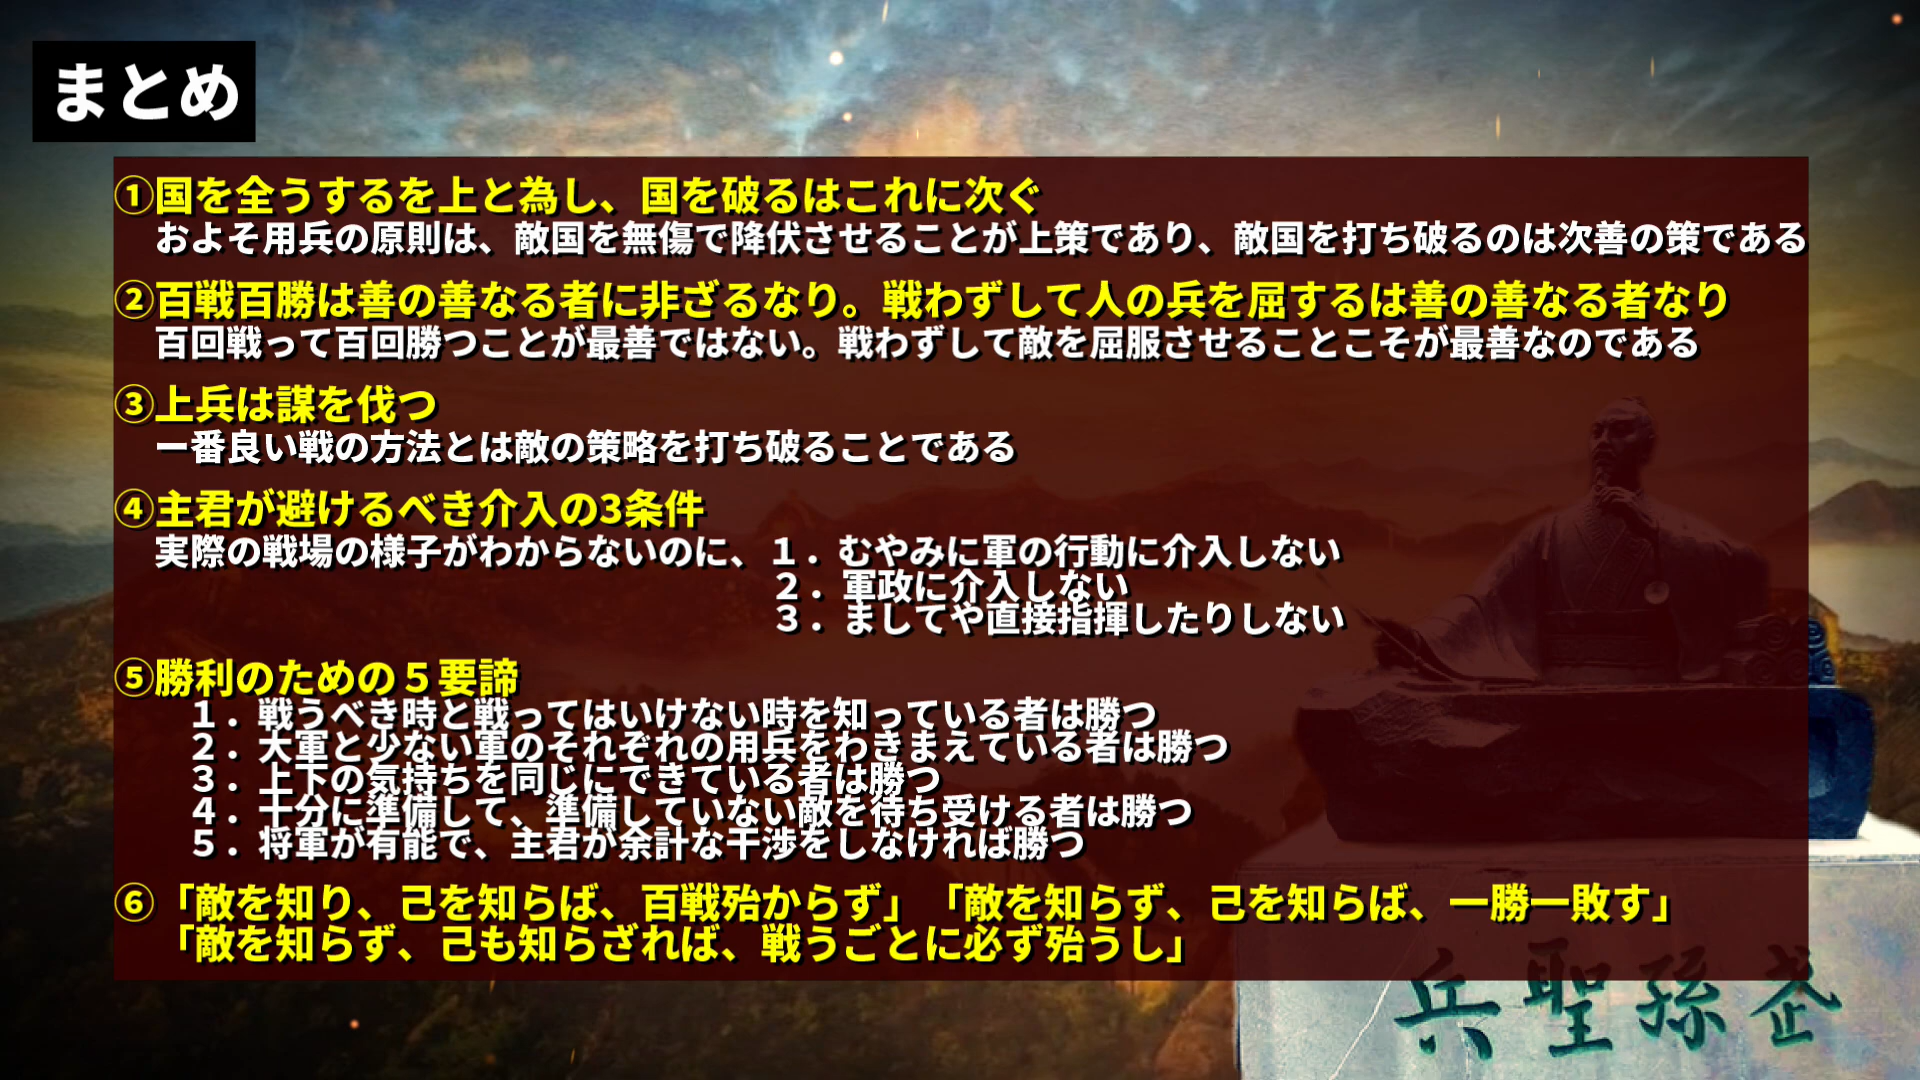 まとめ
①国を全うするを上と為し、国を破るはこれに次ぐ
およそ用兵の原則は、敵国を無傷で降伏させることが上策であり、敵国を打ち破るのは次善の策である
②百戦百勝は善の善なる者に非ざるなり。戦わずして人の兵を屈するは善の善なる者なり
百回戦って百回勝つことが最善ではない。戦わずして敵を屈服させることこそが最善なのである
③上兵は謀を伐つ
一番良い戦の方法とは敵の策略を打ち破ることである
④主君が避けるべき介入の3条件
実際の戦場の様子がわからないのに、１．むやみに軍の行動に介入しない
２．軍政に介入しない
３．ましてや直接指揮したりしない
⑤勝利のための５要諦
１．戦うべき時と戦ってはいけない時を知っている者は勝つ
２．大軍と少ない軍のそれぞれの用兵をわきまえている者は勝つ
３．上下の気持ちを同じにできている者は勝つ
４．十分に準備して、準備していない敵を待ち受ける者は勝つ
５．将軍が有能で、主君が余計な干渉をしなければ勝つ
⑥「敵を知り、己を知らば、百戦殆からず」「敵を知らず、己を知らば、一勝一敗す」
「敵を知らず、己も知らざれば、戦うごとに必ず殆うし」
兵聖孫武